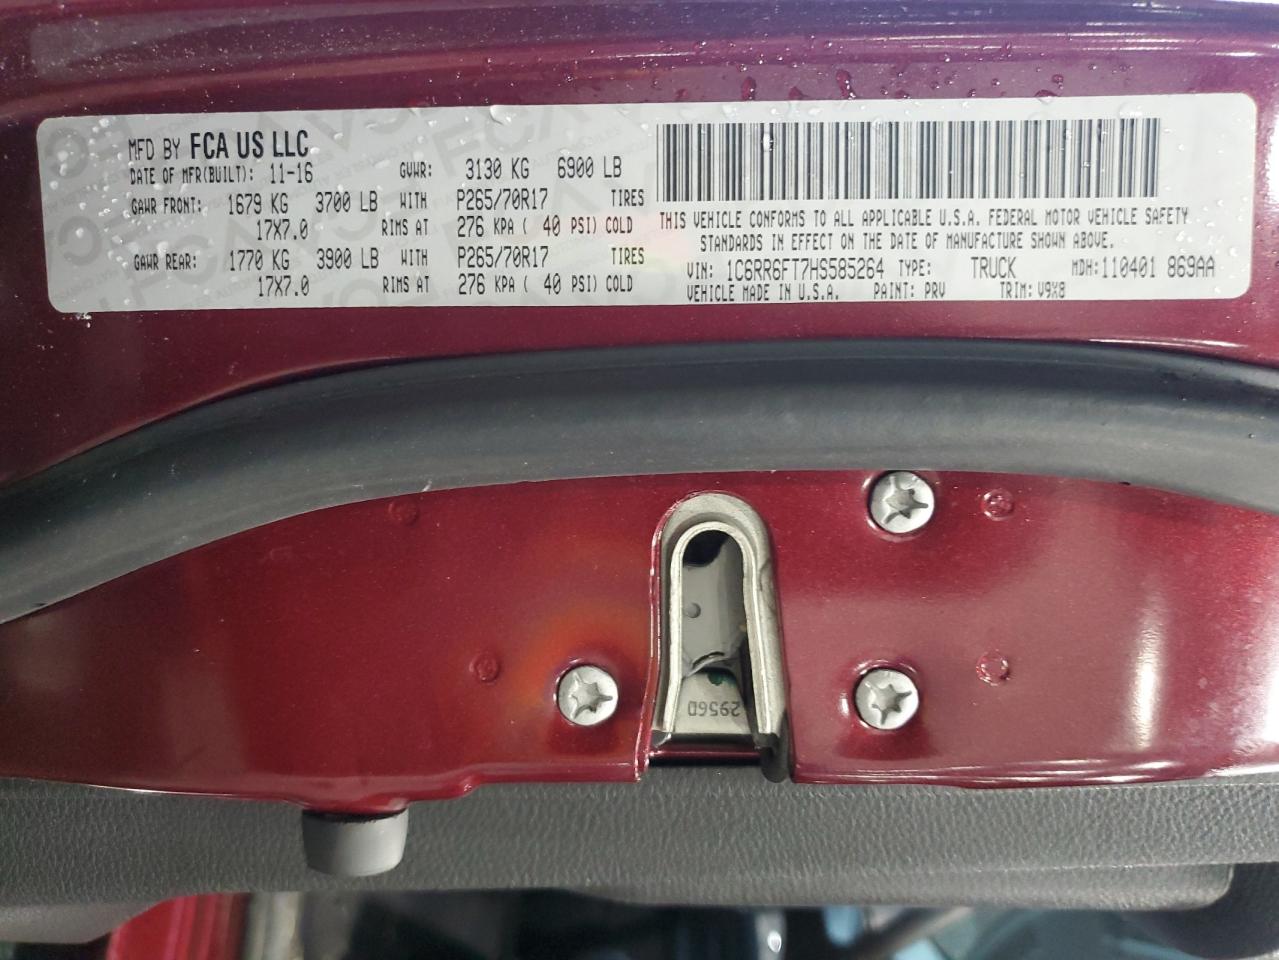 MFD BY FCA US LLC
DATE OF MFR(BUILT): 11-16 GVWR: 3130 KG 6900 LB
GAWR FRONT: 1679 KG 3700 LB WITH P265/70R17 TIRES
17X7.0 RIMS AT 276 KPA ( 40 PSI) COLD
GAWR REAR: 1770 KG 3900 LB WITH P265/70R17 TIRES
17X7.0 RIMS AT 276 KPA ( 40 PSI) COLD
THIS VEHICLE CONFORMS TO ALL APPLICABLE U.S.A. FEDERAL MOTOR VEHICLE SAFETY
STANDARDS IN EFFECT ON THE DATE OF MANUFACTURE SHOWN ABOVE.
VIN: 1C6RR6FT7HS585264 TYPE: TRUCK MDH: 110401 869AA
VEHICLE MADE IN U.S.A. PAINT: PRV TRIM: V9X8
2956D